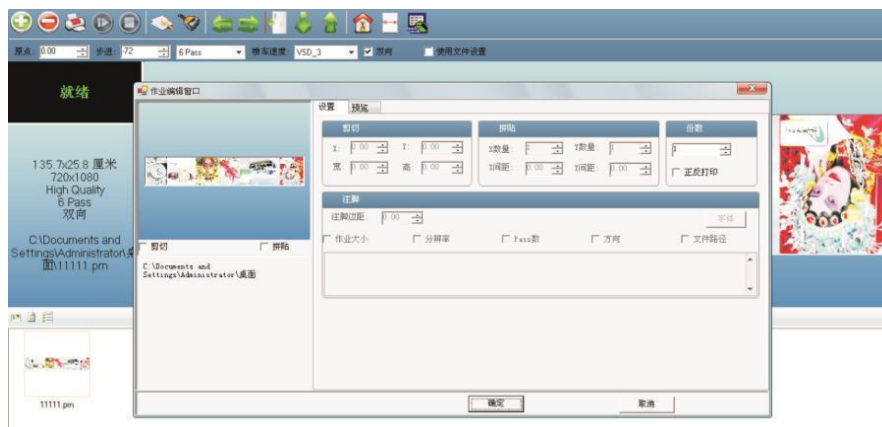 原点: 0.00 步进: -72 6 Pass 喷车速度: VSD_3 双向 使用文件设置
就绪
135.7x25.8 厘米
720x1080
High Quality
6 Pass
双向
C:\Documents and
Settings\Administrator\桌
面\11111.prn
11111.prn
作业编辑窗口
剪切 拼贴
C:\Documents and
Settings\Administrator\桌面
设置 预览
剪切 拼贴 份数
X: 0.00 Y: 0.00 X数量: 1 Y数量 1 1
宽: 0.00 高: 0.00 X间距: 0.00 Y间距: 0.00 正反打印
注脚
注脚边距: 0.00 字体
作业大小 分辨率 Pass数 方向 文件路径
确定 取消